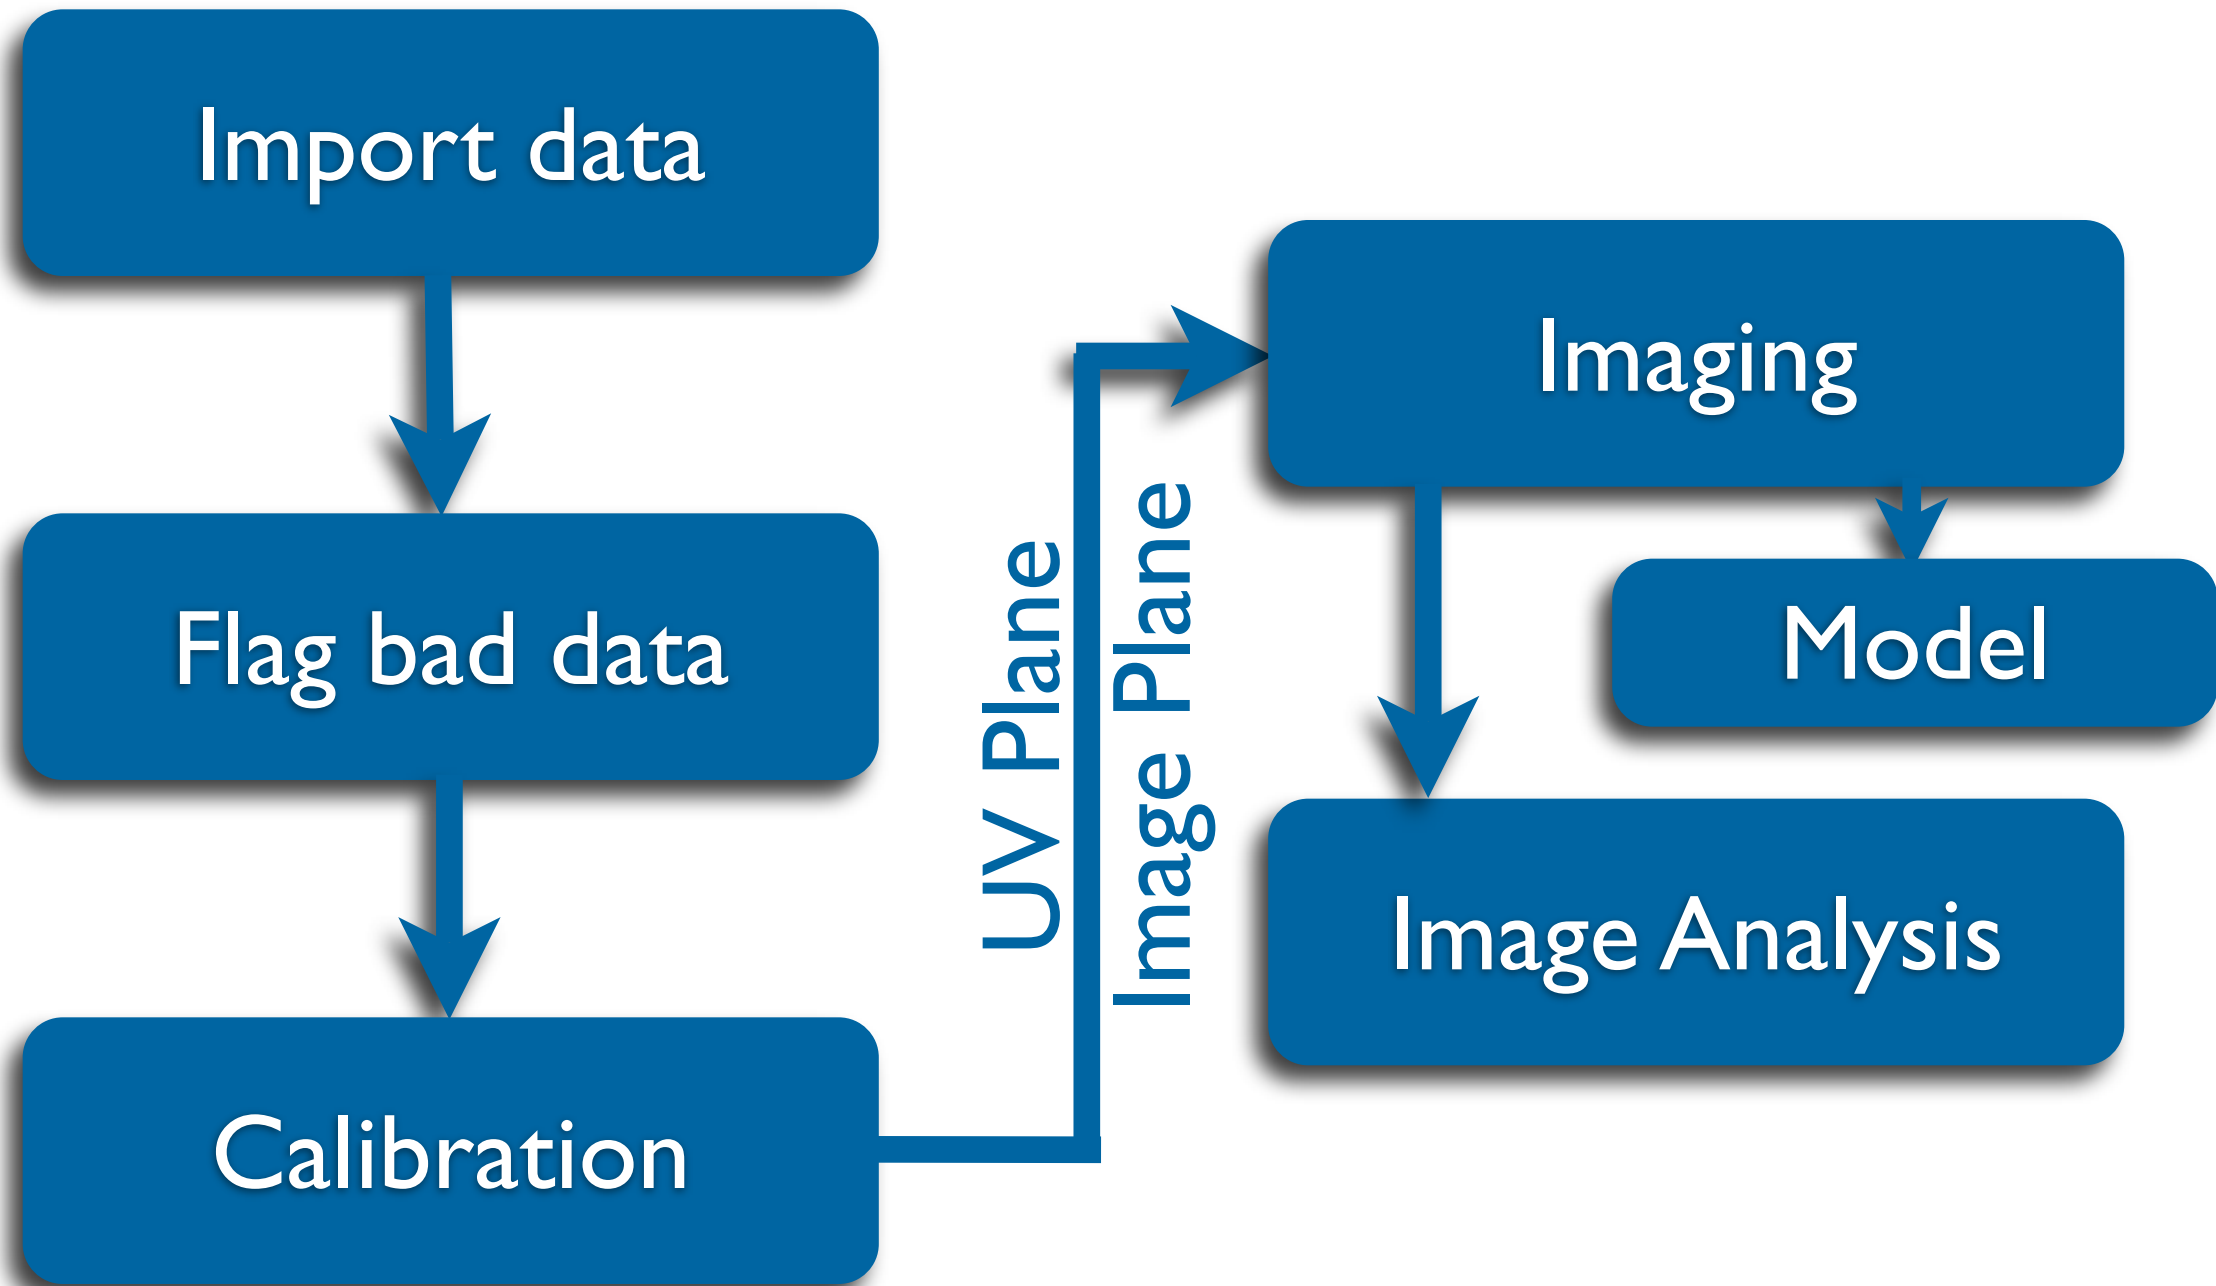 Import data
Flag bad data
Calibration
UV Plane
Image Plane
Imaging
Model
Image Analysis